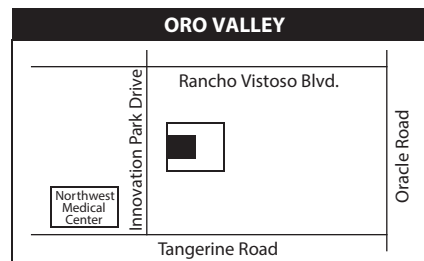 ORO VALLEY
Rancho Vistoso Blvd.
Innovation Park Drive
Oracle Road
Northwest
Medical
Center
Tangerine Road